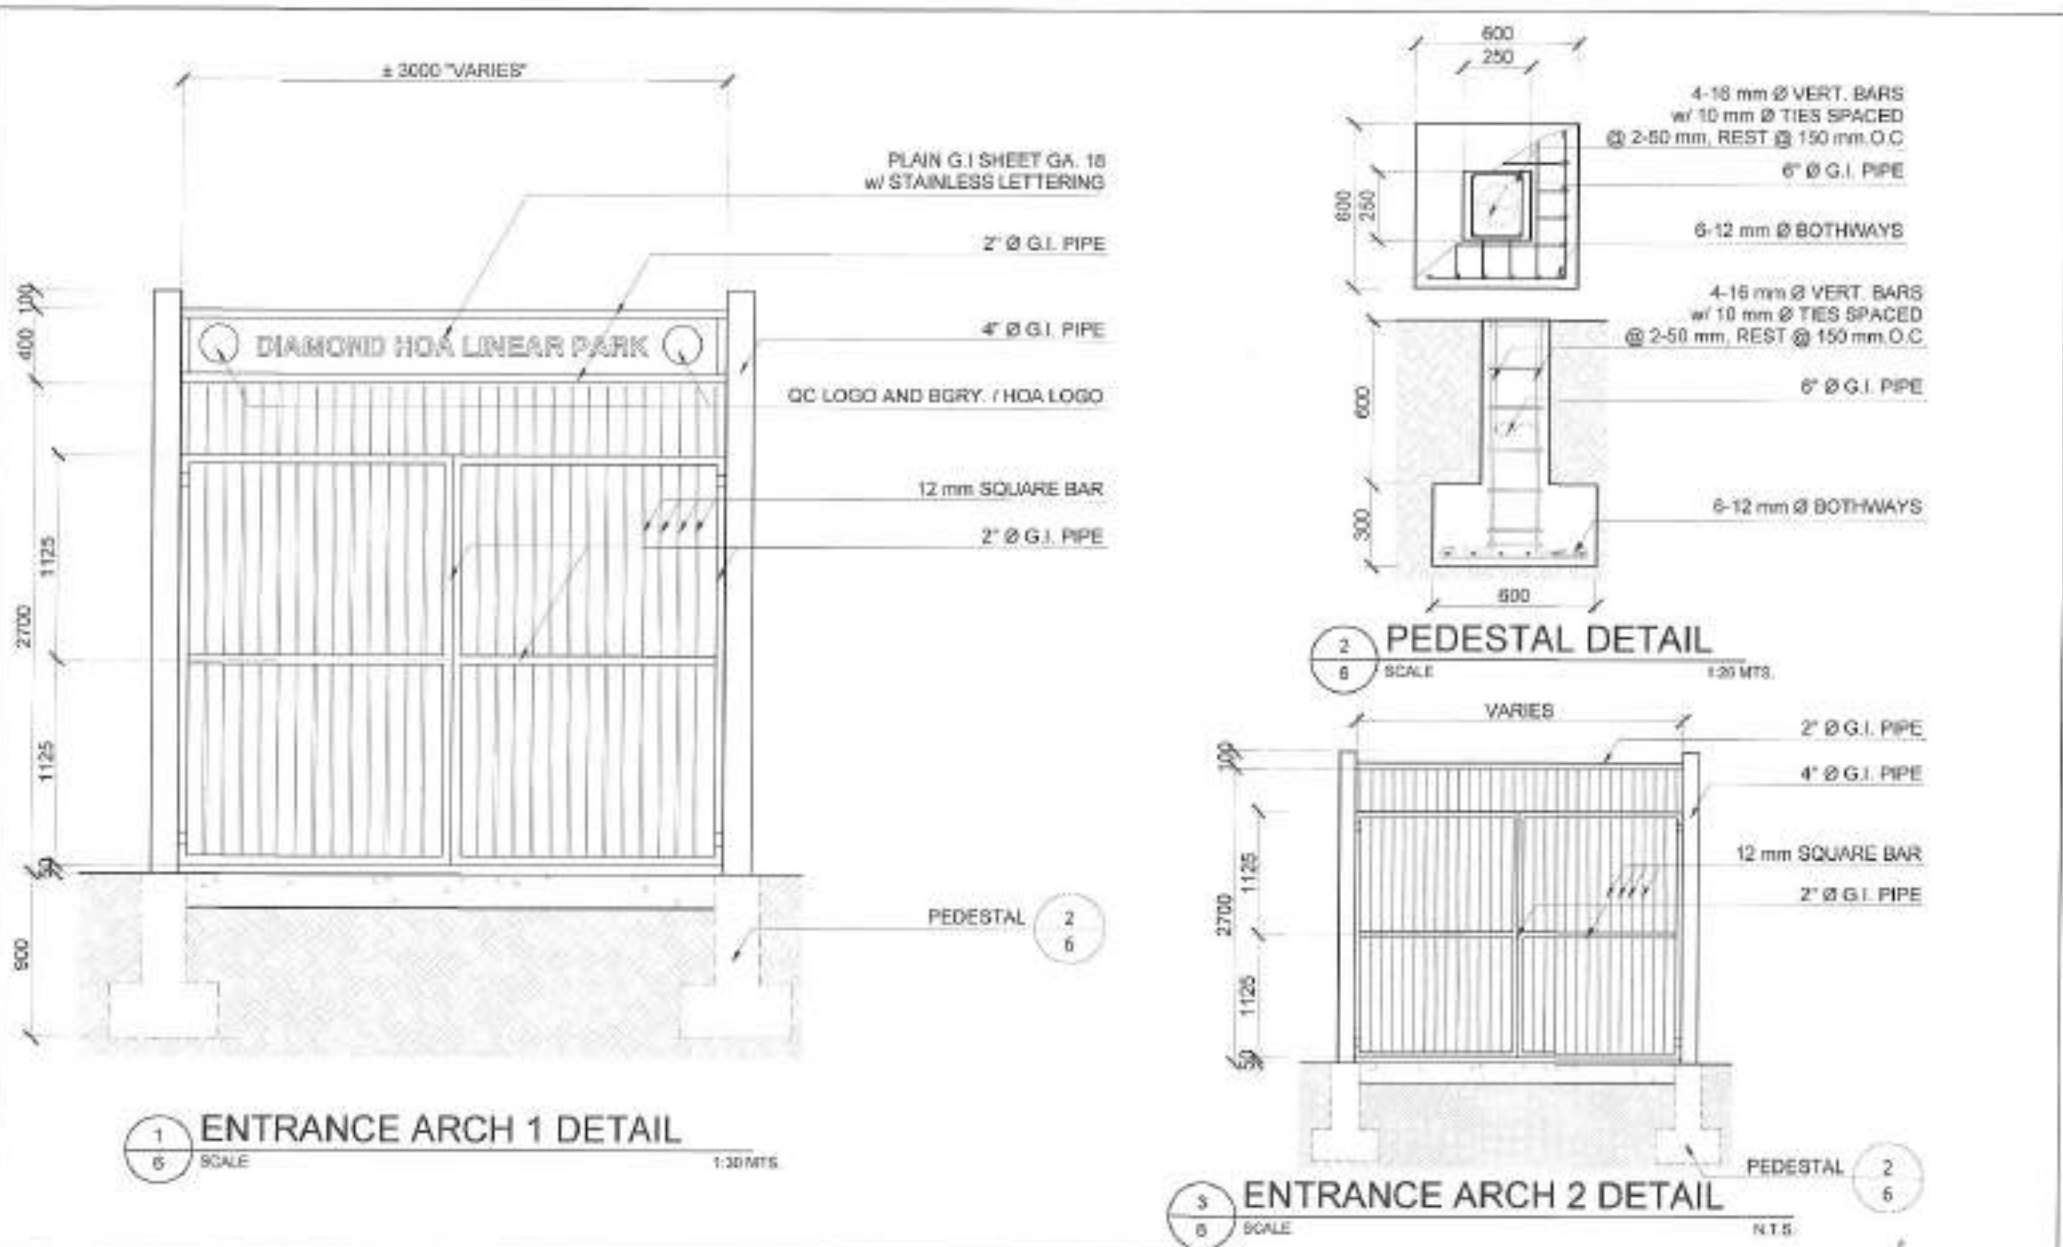 ± 3000 "VARIES"
PLAIN G.I SHEET GA. 18
w/ STAINLESS LETTERING
2" Ø G.I. PIPE
4" Ø G.I. PIPE
DIAMOND HOA LINEAR PARK
QC LOGO AND BGRY. / HOA LOGO
12 mm SQUARE BAR
2" Ø G.I. PIPE
100
400
2700
1125
1125
50
900
PEDESTAL
2
6
1
6
ENTRANCE ARCH 1 DETAIL
SCALE
1:30 MTS.
600
250
600
250
4-16 mm Ø VERT. BARS
w/ 10 mm Ø TIES SPACED
@ 2-50 mm, REST @ 150 mm.O.C
6" Ø G.I. PIPE
6-12 mm Ø BOTHWAYS
4-16 mm Ø VERT. BARS
w/ 10 mm Ø TIES SPACED
@ 2-50 mm, REST @ 150 mm.O.C
6" Ø G.I. PIPE
6-12 mm Ø BOTHWAYS
600
300
600
2
6
PEDESTAL DETAIL
SCALE
1:20 MTS.
VARIES
2" Ø G.I. PIPE
4" Ø G.I. PIPE
12 mm SQUARE BAR
2" Ø G.I. PIPE
100
2700
1125
1125
50
PEDESTAL
2
6
3
6
ENTRANCE ARCH 2 DETAIL
SCALE
N.T.S.